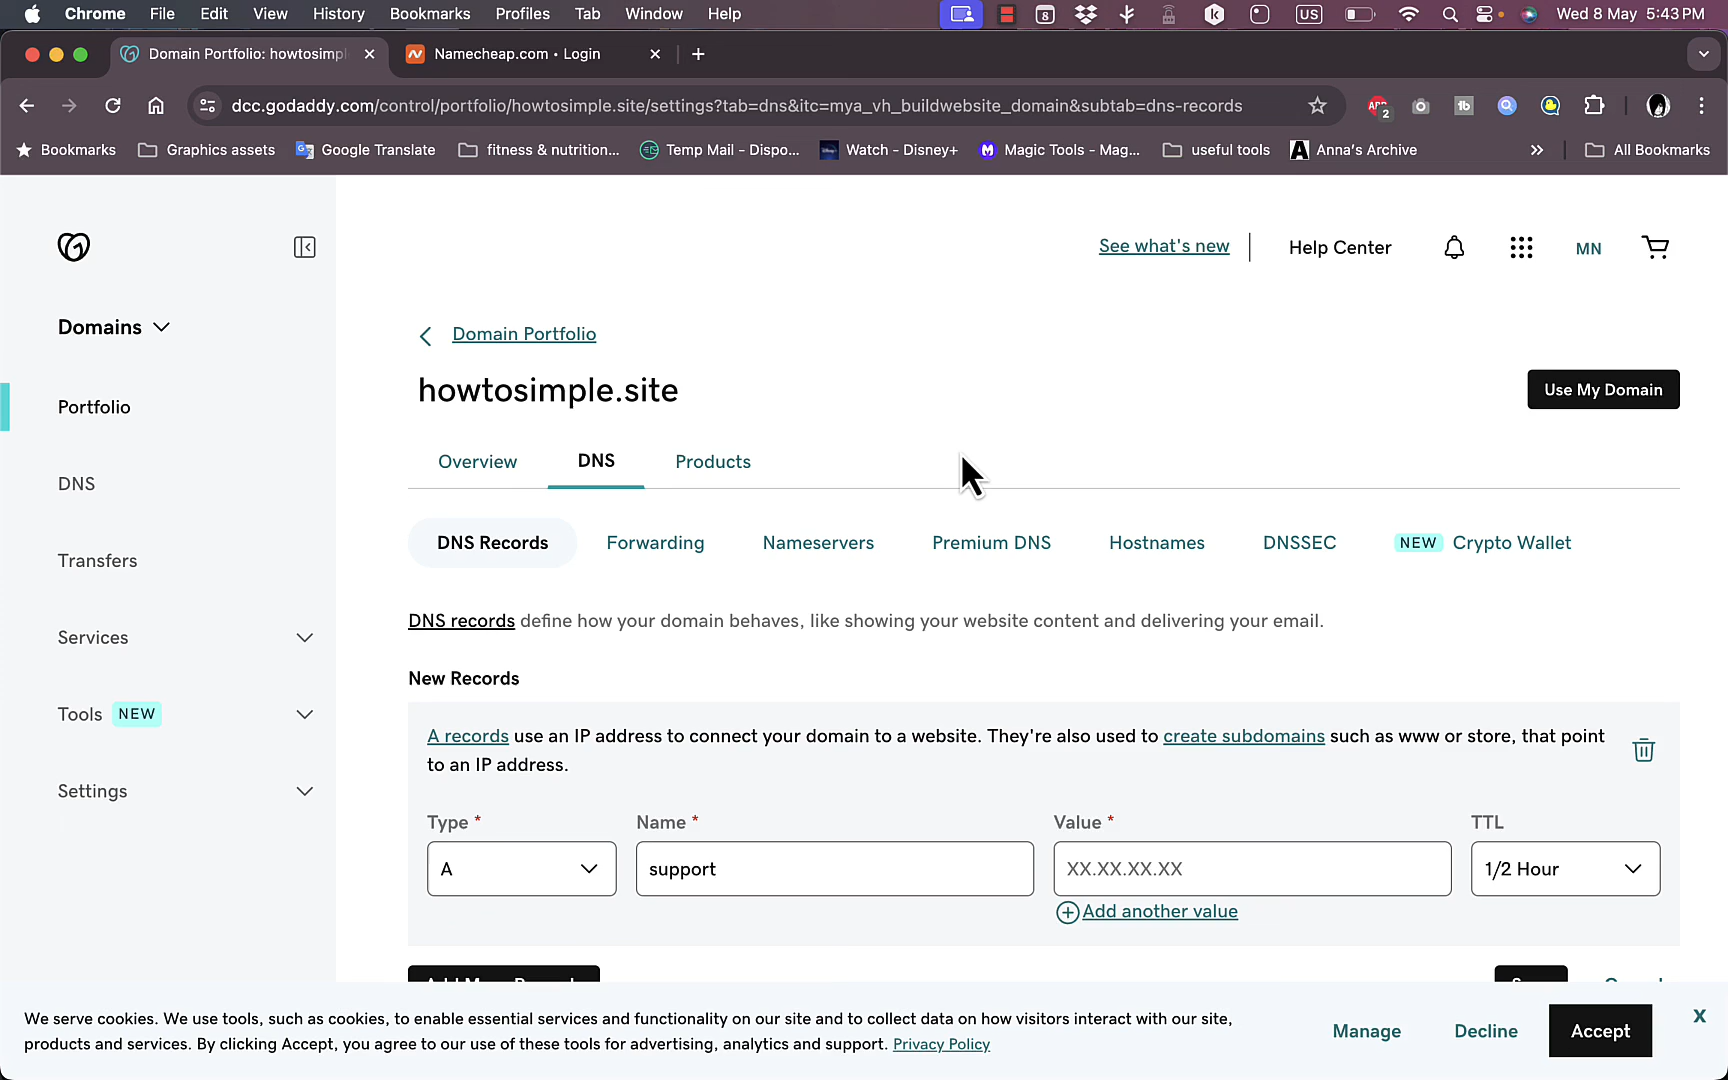 Chrome File Edit View History Bookmarks Profiles Tab Window Help 8 US Wed 8 May 5:43 PM
Domain Portfolio: howtosimpl Namecheap.com • Login
dcc.godaddy.com/control/portfolio/howtosimple.site/settings?tab=dns&itc=mya_vh_buildwebsite_domain&subtab=dns-records ABP 2 tb
Bookmarks Graphics assets Google Translate fitness & nutrition... Temp Mail - Dispo... Watch - Disney+ Magic Tools - Mag... useful tools Anna's Archive » All Bookmarks
See what's new Help Center MN
Domains
Portfolio
DNS
Transfers
Services
Tools NEW
Settings
Domain Portfolio
howtosimple.site
Use My Domain
Overview DNS Products
DNS Records Forwarding Nameservers Premium DNS Hostnames DNSSEC NEW Crypto Wallet
DNS records define how your domain behaves, like showing your website content and delivering your email.
New Records
A records use an IP address to connect your domain to a website. They're also used to create subdomains such as www or store, that point
to an IP address.
Type * Name * Value * TTL
A support XX.XX.XX.XX 1/2 Hour
Add another value
We serve cookies. We use tools, such as cookies, to enable essential services and functionality on our site and to collect data on how visitors interact with our site,
products and services. By clicking Accept, you agree to our use of these tools for advertising, analytics and support. Privacy Policy
Manage Decline Accept X